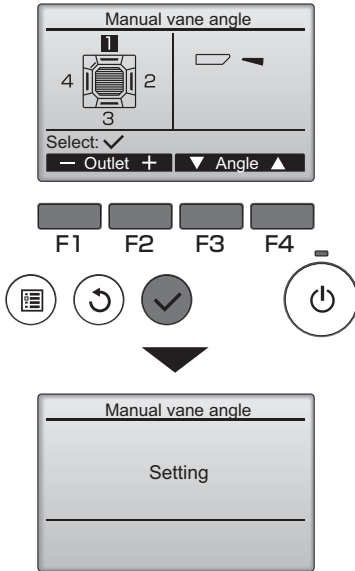 Manual vane angle
1
4 2
3
Select: ✓
− Outlet + ▼ Angle ▲
F1 F2 F3 F4
Manual vane angle
Setting